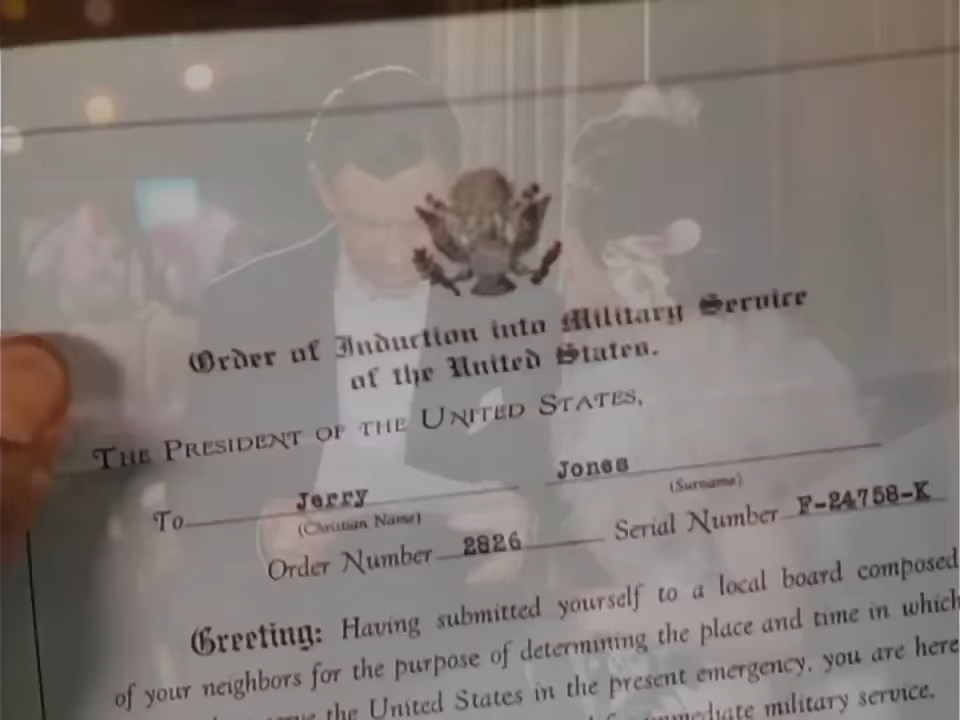 Order of Induction into Military Service
of the United States.
THE PRESIDENT OF THE UNITED STATES,
To Jerry Jones
(Christian Name) (Surname)
Order Number 2826 Serial Number F-24758-K
Greeting: Having submitted yourself to a local board composed
of your neighbors for the purpose of determining the place and time in which
the United States in the present emergency, you are here
immediate military service.